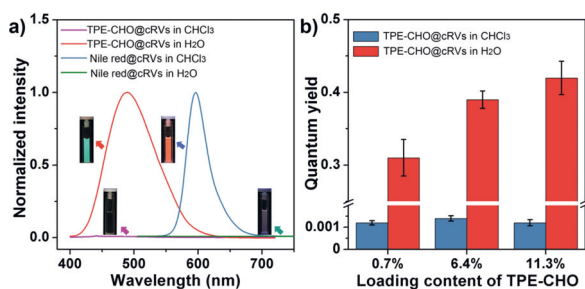 a)
TPE-CHO@cRVs in CHCl₃
TPE-CHO@cRVs in H₂O
Nile red@cRVs in CHCl₃
Nile red@cRVs in H₂O
Normalized intensity
1.0
0.5
0.0
400 500 600 700
Wavelength (nm)
b)
TPE-CHO@cRVs in CHCl₃
TPE-CHO@cRVs in H₂O
Quantum yield
0.5
0.4
0.3
0.001
0.7% 6.4% 11.3%
Loading content of TPE-CHO